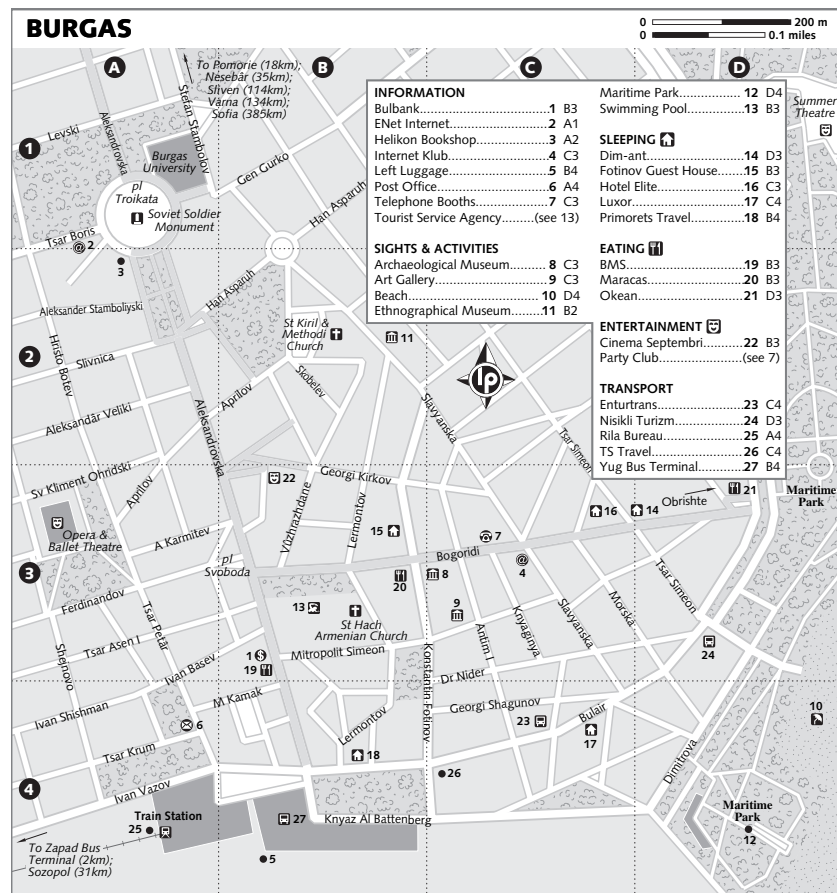 BURGAS
0 200 m
0 0.1 miles
A
B
C
D
1
2
3
4
To Pomorie (18km);
Nesebâr (35km);
Sliven (114km);
Varna (134km);
Sofia (385km)
INFORMATION
Bulbank 1 B3
ENet Internet 2 A1
Helikon Bookshop 3 A2
Internet Klub 4 C3
Left Luggage 5 B4
Post Office 6 A4
Telephone Booths 7 C3
Tourist Service Agency (see 13)
SIGHTS & ACTIVITIES
Archaeological Museum 8 C3
Art Gallery 9 C3
Beach 10 D4
Ethnographical Museum 11 B2
Maritime Park 12 D4
Swimming Pool 13 B3
SLEEPING
Dim-ant 14 D3
Fotinov Guest House 15 B3
Hotel Elite 16 C3
Luxor 17 C4
Primorets Travel 18 B4
EATING
BMS 19 B3
Maracas 20 B3
Okean 21 D3
ENTERTAINMENT
Cinema Septembri 22 B3
Party Club (see 7)
TRANSPORT
Enturtrans 23 C4
Nisikli Turizm 24 D3
Rila Bureau 25 A4
TS Travel 26 C4
Yug Bus Terminal 27 B4
Summer
Theatre
Levski
Aleksandrovska
Stefan Stambolov
Burgas
University
Gen Gurko
pl
Troikata
Soviet Soldier
Monument
Han Asparuh
Tsar Boris
@ 2
3
Han Asparuh
Aleksander Stamboliyski
St Kiril &
Methodi
Church
11
lp
Hristo Botev
Slivnica
Skobelev
Aprilov
Slavyanska
Aleksandâr Veliki
Aleksandrovska
Tsar Simeon
Sv Kliment Ohridski
Georgi Kirkov
22
Aprilov
Obrishte
21
Maritime
Park
Vûzhrazhdane
Lermontov
16
14
Opera &
Ballet Theatre
A Karmitev
15
7
Bogoridi
pl
Svoboda
@
4
20
8
Tsar Simeon
Ferdinandov
13
St Hach
Armenian Church
9
Tsar Petâr
Tsar Asen I
Antim I
Knyaginya
Slavyanska
Morska
Shejnovo
1
19
Mitropolit Simeon
24
Ivan Basev
Konstantin Fotinov
Dr Nider
M Kamak
Georgi Shagunov
Ivan Shishman
6
Lermontov
23
Bulair
17
10
Tsar Krum
18
26
Dimitrova
Ivan Vazov
Train Station
25
27
Knyaz Al Battenberg
Maritime
Park
12
To Zapad Bus
Terminal (2km);
Sozopol (31km)
5